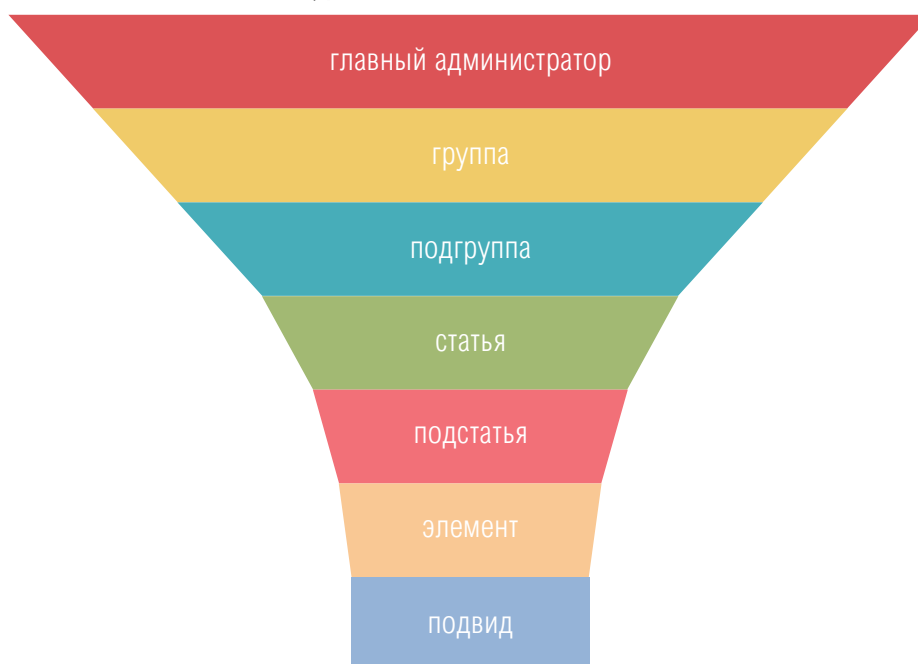 главный администратор
группа
подгруппа
статья
подстатья
элемент
подвид